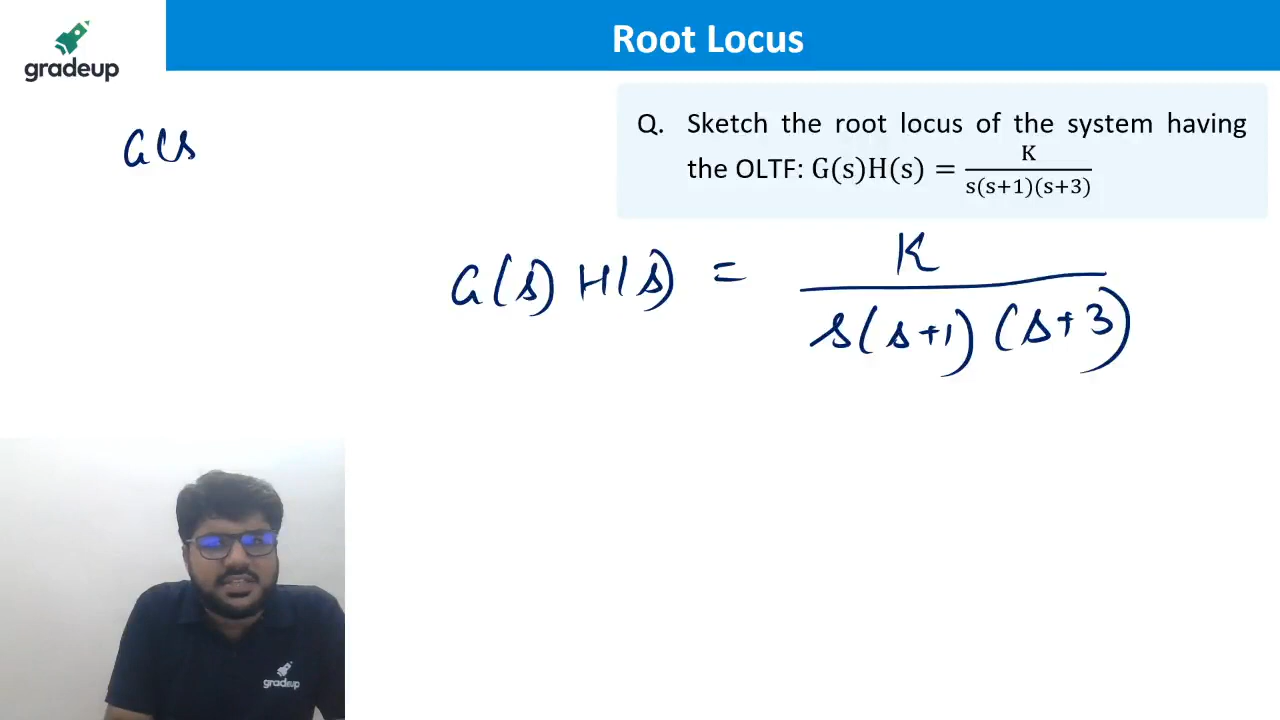 Root Locus
gradeup
Q. Sketch the root locus of the system having
the OLTF: G(s)H(s) = K/s(s+1)(s+3)
G(s
G(s) H(s) = K/s(s+1)(s+3)
gradeup